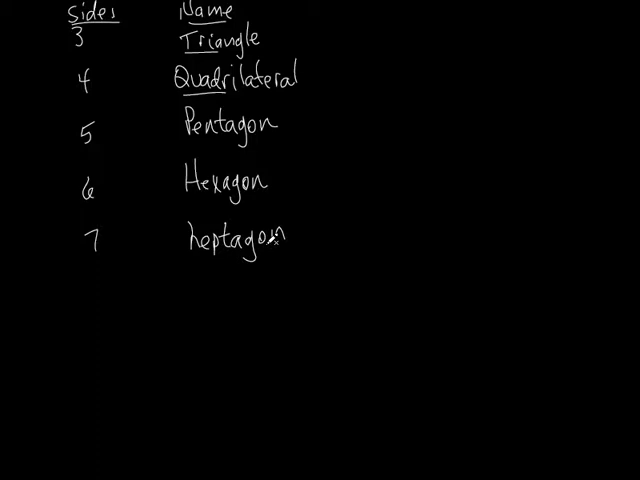 Sides Name
3 Triangle
4 Quadrilateral
5 Pentagon
6 Hexagon
7 heptagon